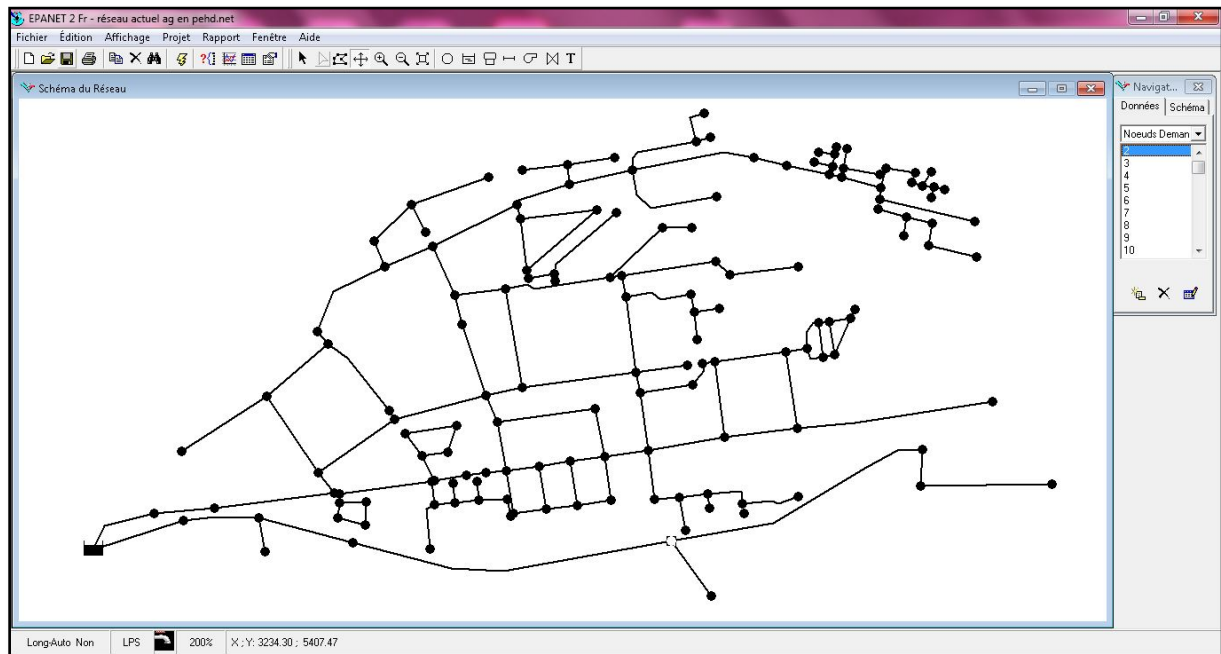 EPANET 2 Fr - réseau actuel ag en pehd.net
Fichier Édition Affichage Projet Rapport Fenêtre Aide
T
Schéma du Réseau
Navigat...
Données Schéma
Noeuds Deman
2
3
4
5
6
7
8
9
10
Long-Auto Non LPS 200% X ; Y: 3234.30 ; 5407.47